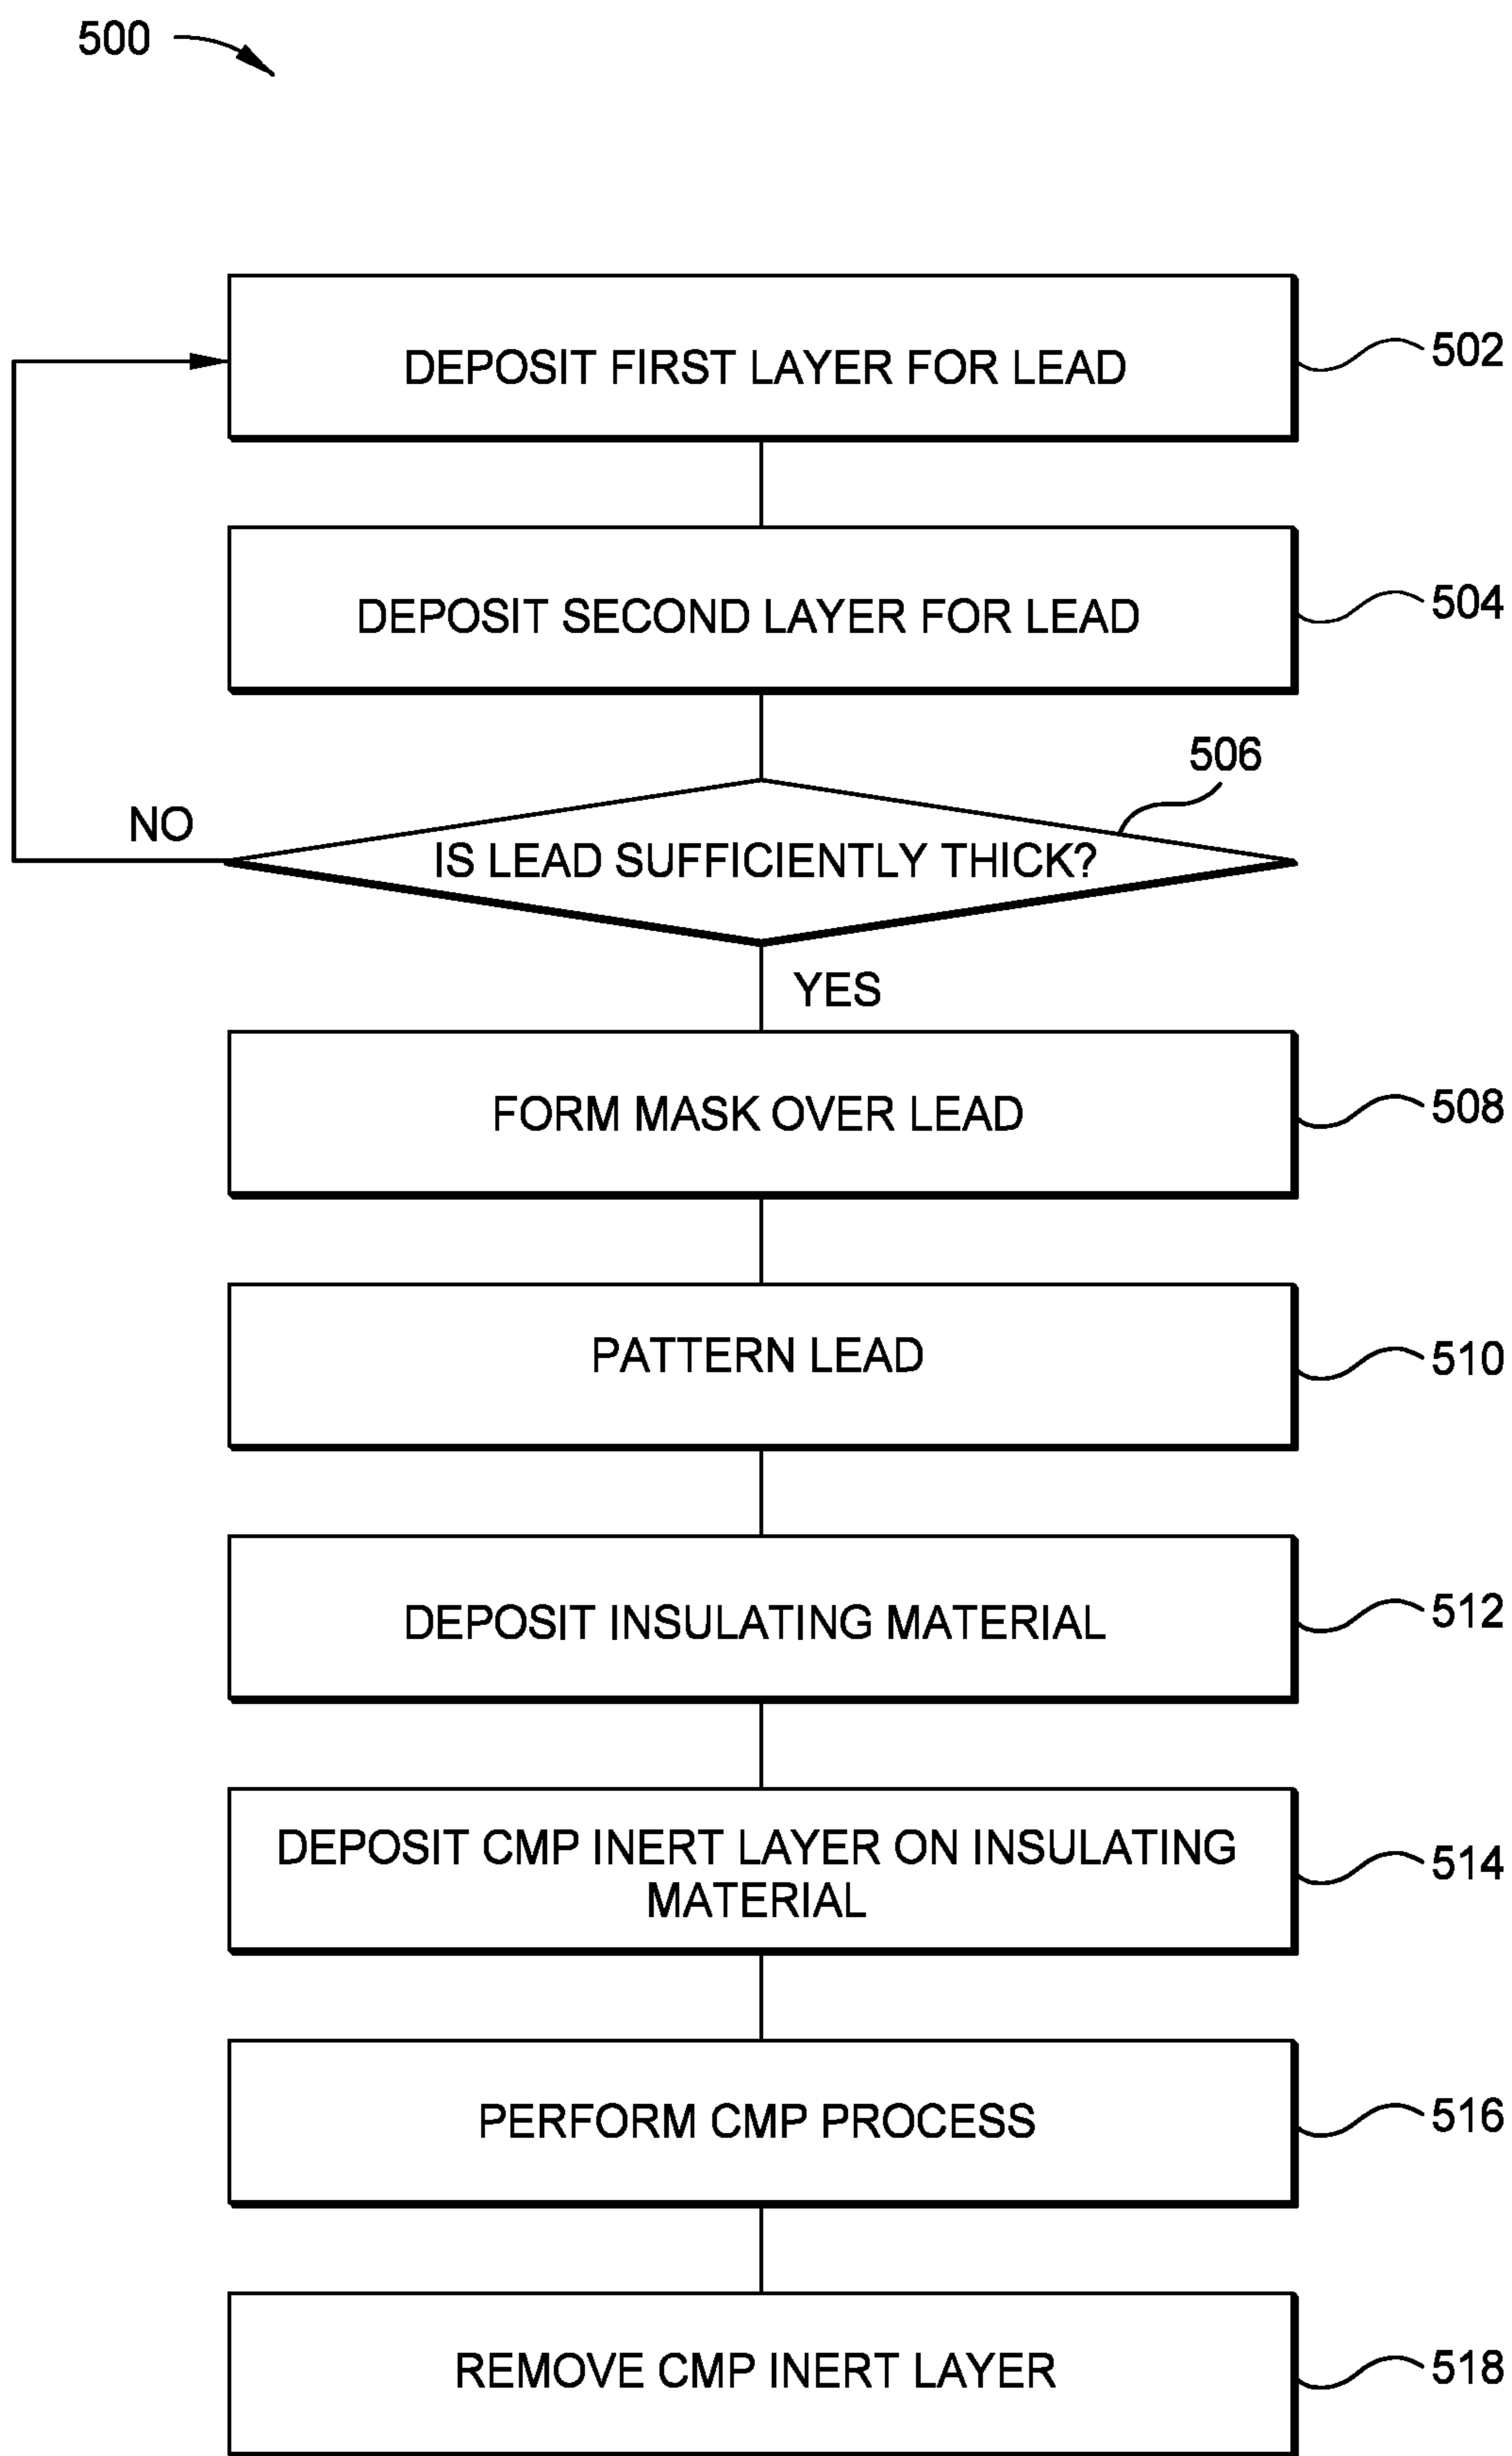 500
DEPOSIT FIRST LAYER FOR LEAD
502
DEPOSIT SECOND LAYER FOR LEAD
504
506
IS LEAD SUFFICIENTLY THICK?
NO
YES
FORM MASK OVER LEAD
508
PATTERN LEAD
510
DEPOSIT INSULATING MATERIAL
512
DEPOSIT CMP INERT LAYER ON INSULATING
MATERIAL
514
PERFORM CMP PROCESS
516
REMOVE CMP INERT LAYER
518